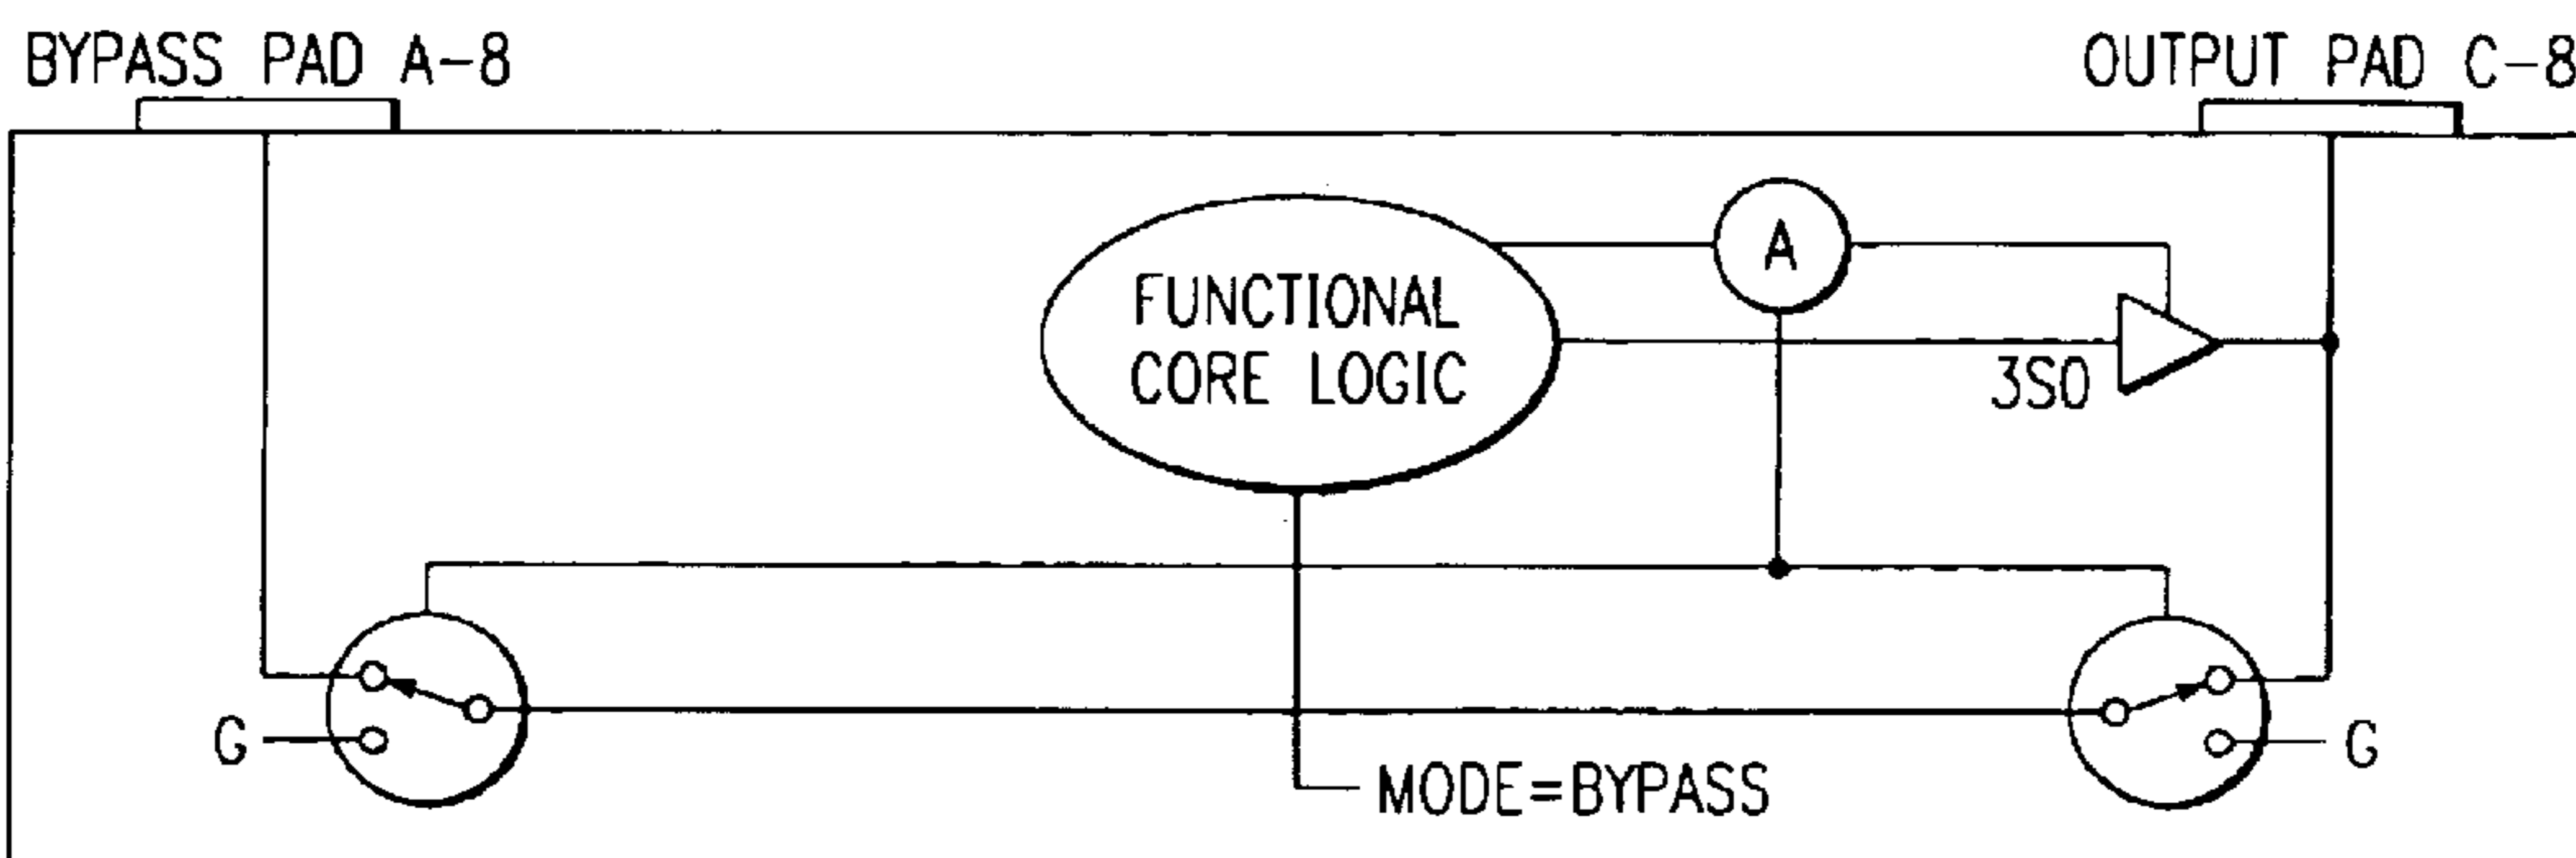 BYPASS PAD A-8
OUTPUT PAD C-8
A
FUNCTIONAL
CORE LOGIC
3SO
G
G
MODE=BYPASS